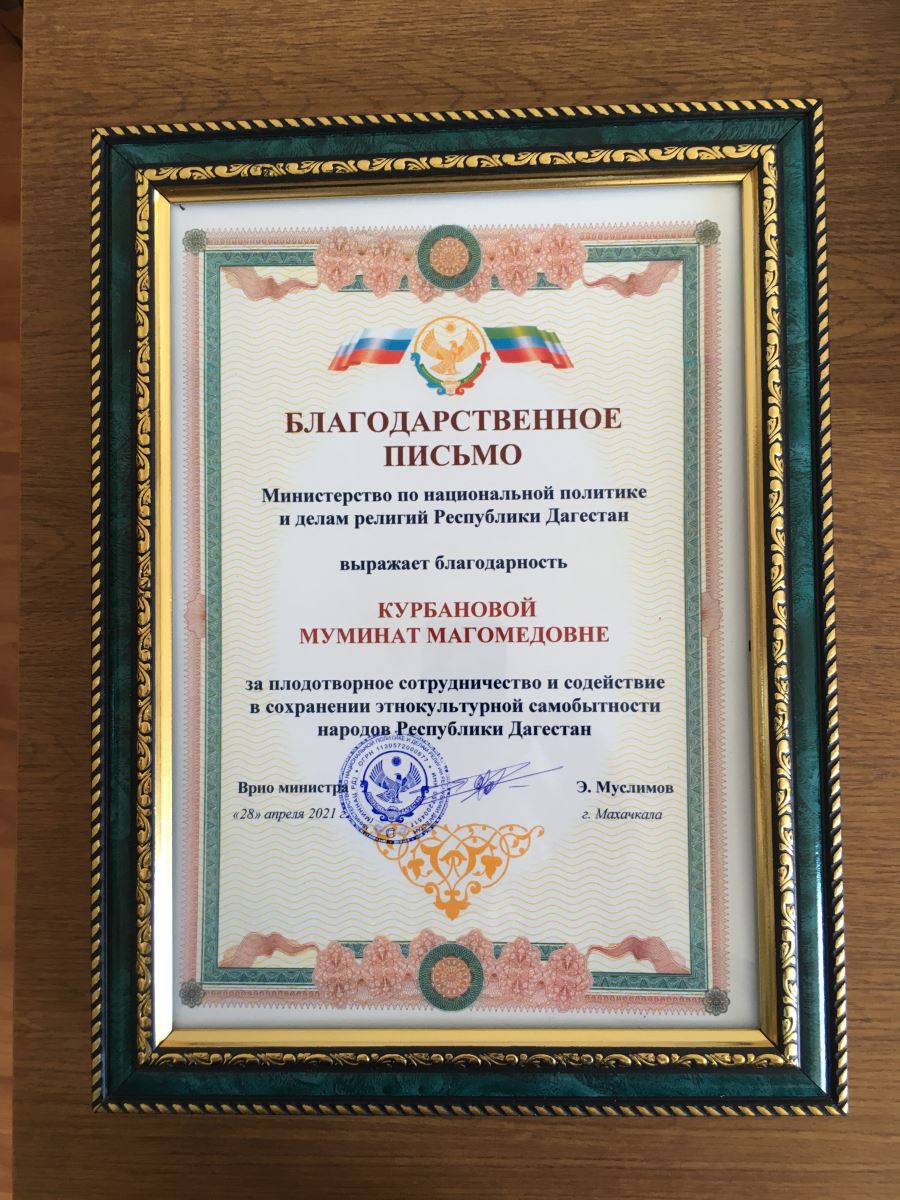 БЛАГОДАРСТВЕННОЕ
ПИСЬМО
Министерство по национальной политике
и делам религий Республики Дагестан
выражает благодарность
КУРБАНОВОЙ
МУМИНАТ МАГОМЕДОВНЕ
за плодотворное сотрудничество и содействие
в сохранении этнокультурной самобытности
народов Республики Дагестан
Врио министра
Э. Муслимов
«28» апреля 2021 г.
г. Махачкала